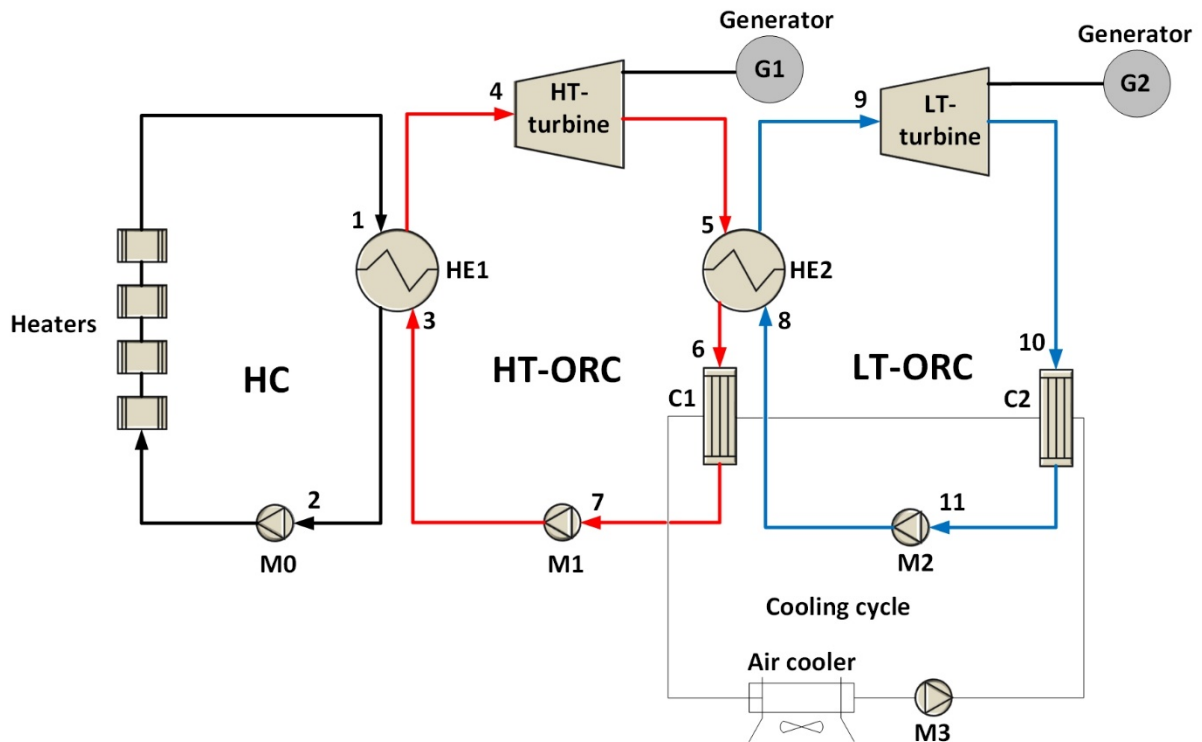 Generator
G1
Generator
G2
4
HT-
turbine
9
LT-
turbine
1
HE1
5
HE2
3
8
Heaters
HC
HT-ORC
LT-ORC
6
10
C1
C2
2
M0
7
M1
11
M2
Cooling cycle
Air cooler
M3